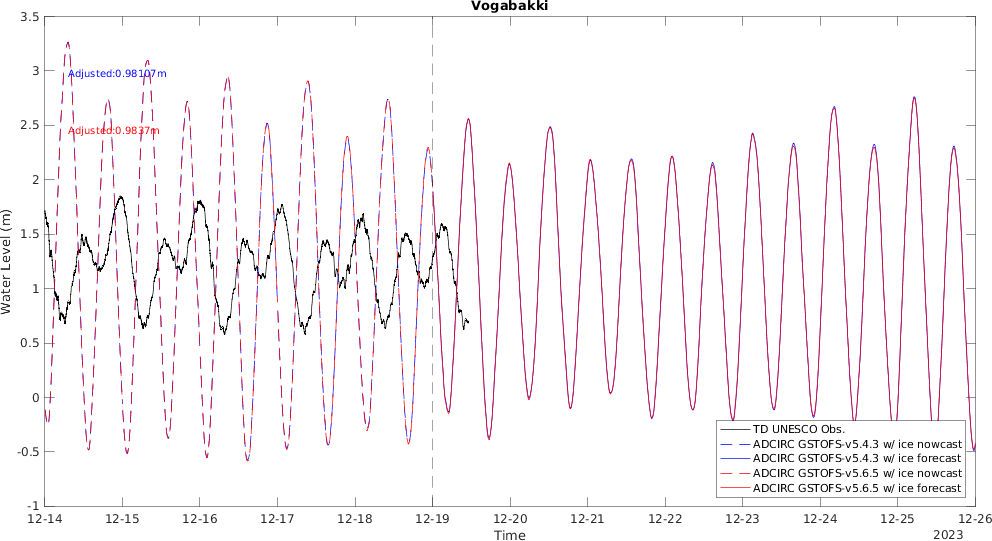 Vogabakki
3.5
3
2.5
2
1.5
1
0.5
0
-0.5
-1
Water Level (m)
Adjusted:0.98107m
Adjusted:0.9837m
TD UNESCO Obs.
ADCIRC GSTOFS-v5.4.3 w/ ice nowcast
ADCIRC GSTOFS-v5.4.3 w/ ice forecast
ADCIRC GSTOFS-v5.6.5 w/ ice nowcast
ADCIRC GSTOFS-v5.6.5 w/ ice forecast
12-14 12-15 12-16 12-17 12-18 12-19 12-20 12-21 12-22 12-23 12-24 12-25 12-26
Time
2023